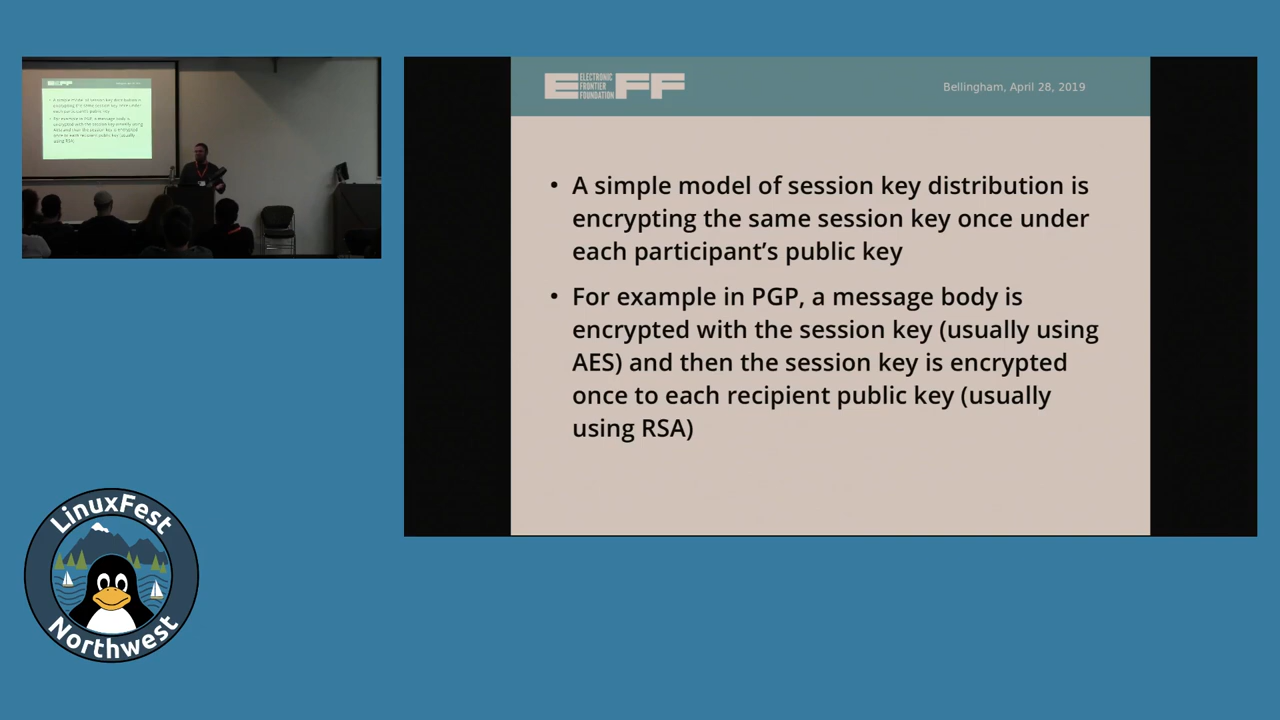 ELECTRONIC
FRONTIER
FOUNDATION
EFF
Bellingham, April 28, 2019
• A simple model of session key distribution is
encrypting the same session key once under
each participant’s public key
• For example in PGP, a message body is
encrypted with the session key (usually using
AES) and then the session key is encrypted
once to each recipient public key (usually
using RSA)
LinuxFest
Northwest